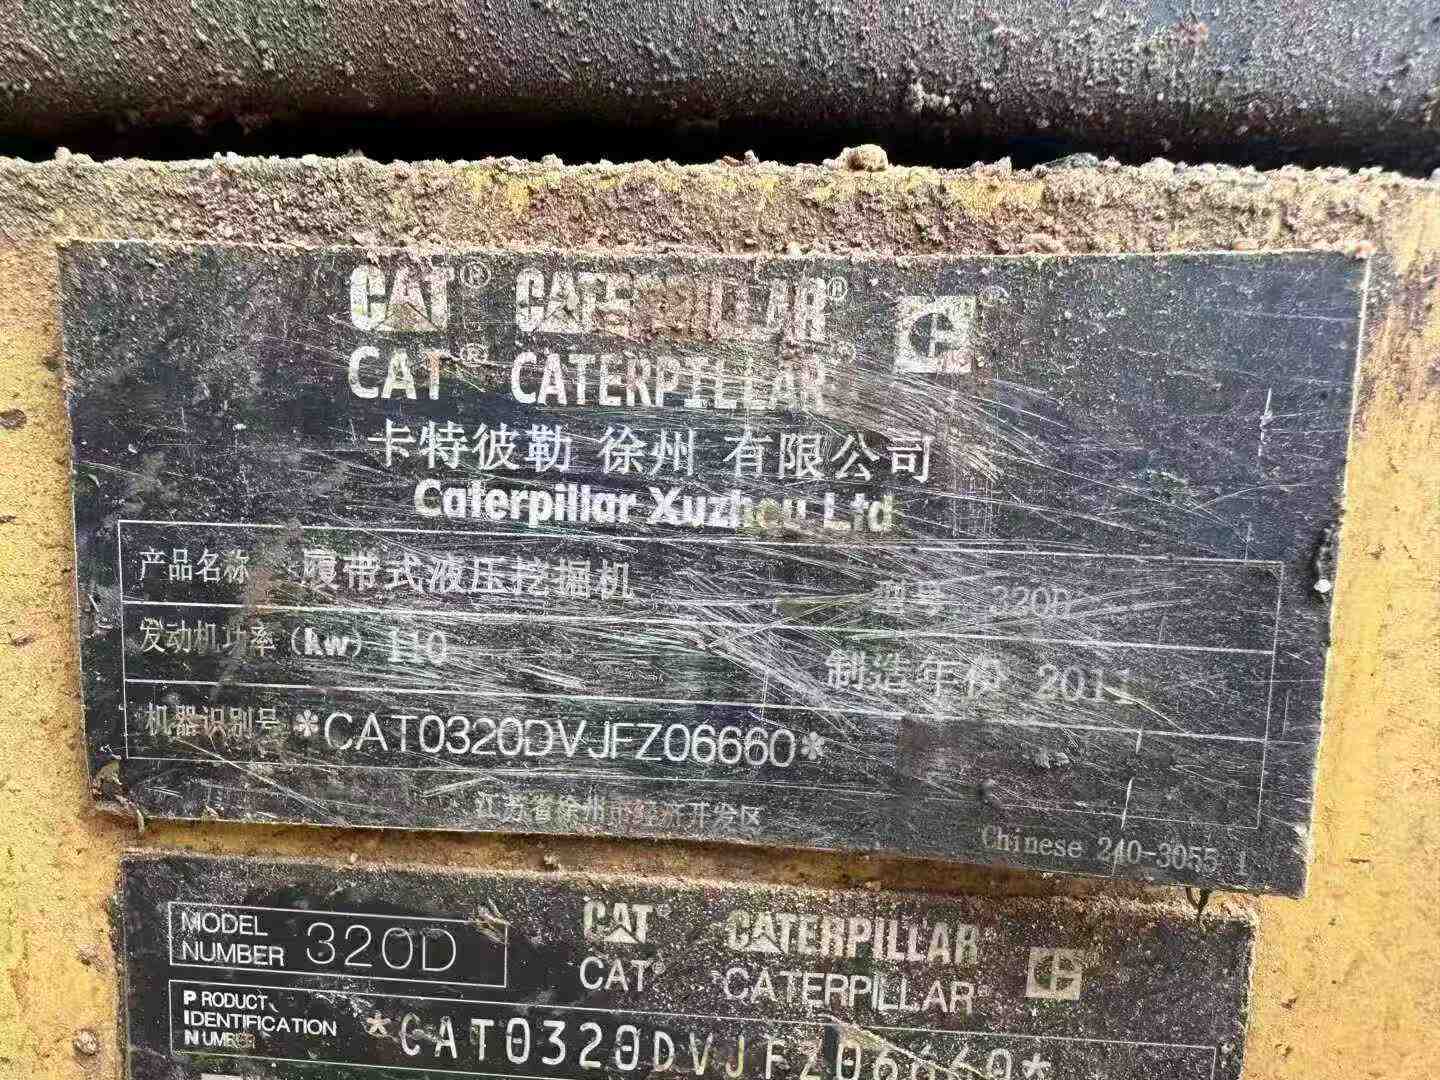 CAT® CATERPILLAR®
CAT® CATERPILLAR
卡特彼勒 徐州 有限公司
Caterpillar Xuzhou Ltd
产品名称 履带式液压挖掘机 型号 320D
发动机功率(kw) 110 制造年份 2011
机器识别号 *CAT0320DVJFZ06660*
江苏省徐州市经济开发区
Chinese 240-3055 1
MODEL NUMBER 320D
CAT® CATERPILLAR
CAT® CATERPILLAR®
PRODUCT IDENTIFICATION NUMBER *CAT0320DVJFZ06660*